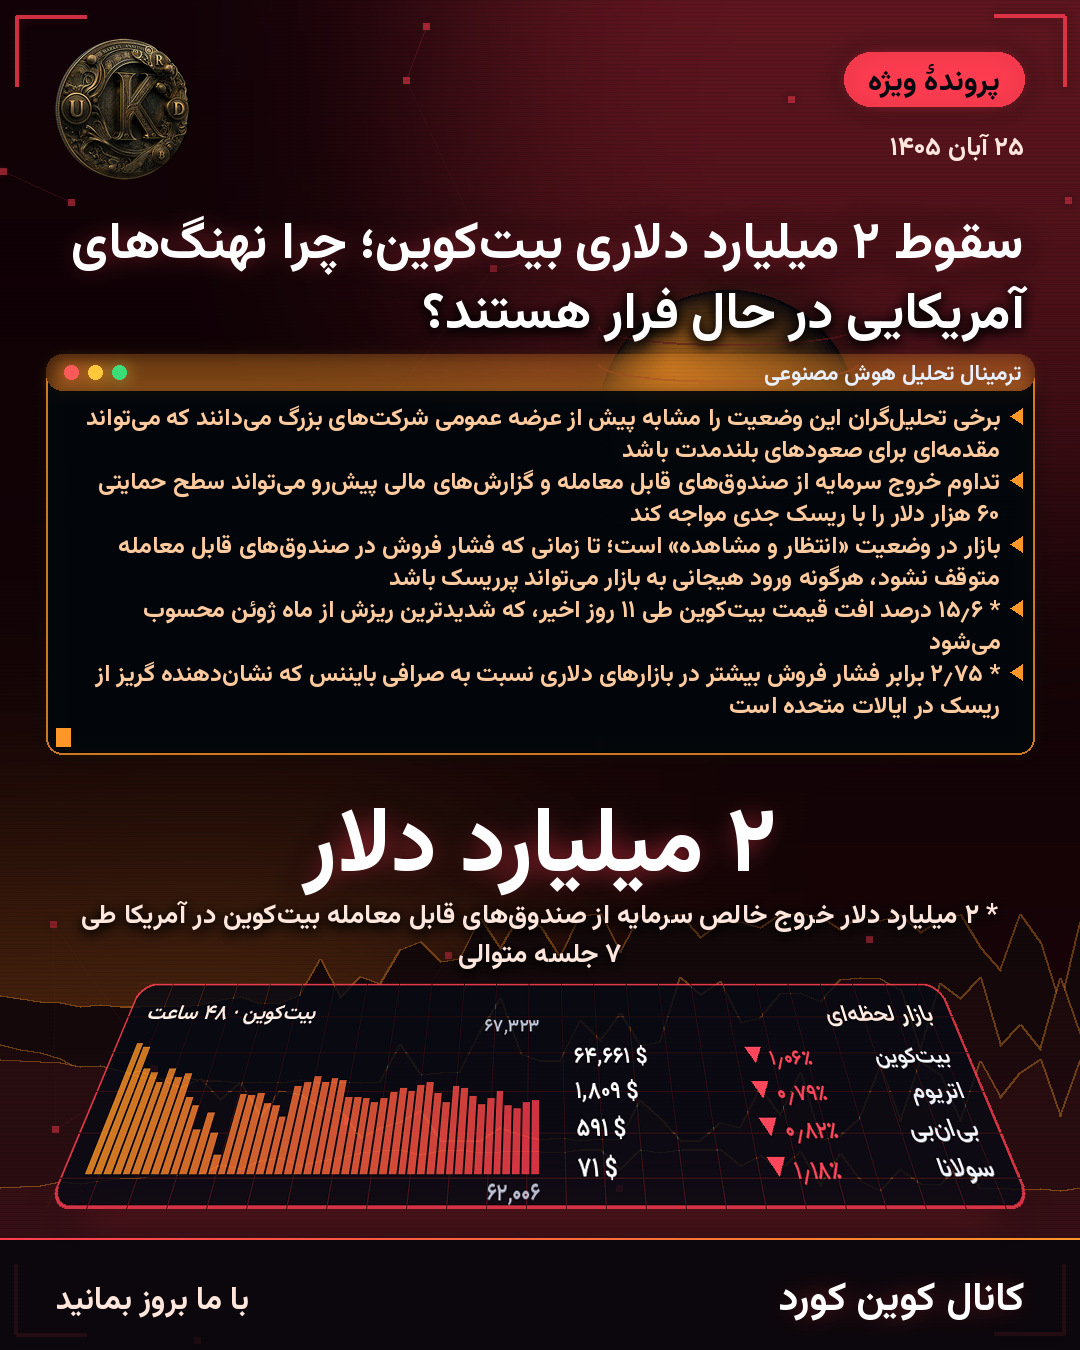 پروندهٔ ویژه
۲۵ آبان ۱۴۰۵
K
U
R
D
B
سقوط ۲ میلیارد دلاری بیت‌کوین؛ چرا نهنگ‌های
آمریکایی در حال فرار هستند؟
ترمینال تحلیل هوش مصنوعی
برخی تحلیل‌گران این وضعیت را مشابه پیش از عرضه عمومی شرکت‌های بزرگ می‌دانند که می‌تواند
مقدمه‌ای برای صعودهای بلندمدت باشد
تداوم خروج سرمایه از صندوق‌های قابل معامله و گزارش‌های مالی پیش‌رو می‌تواند سطح حمایتی
۶۰ هزار دلار را با ریسک جدی مواجه کند
بازار در وضعیت «انتظار و مشاهده» است؛ تا زمانی که فشار فروش در صندوق‌های قابل معامله
متوقف نشود، هرگونه ورود هیجانی به بازار می‌تواند پرریسک باشد
* ۱۵٫۶ درصد افت قیمت بیت‌کوین طی ۱۱ روز اخیر، که شدیدترین ریزش از ماه ژوئن محسوب
می‌شود
* ۲٫۷۵ برابر فشار فروش بیشتر در بازارهای دلاری نسبت به صرافی بایننس که نشان‌دهنده گریز از
ریسک در ایالات متحده است
۲ میلیارد دلار
* ۲ میلیارد دلار خروج خالص سرمایه از صندوق‌های قابل معامله بیت‌کوین در آمریکا طی
۷ جلسه متوالی
بازار لحظه‌ای
بیت‌کوین ۱٫۰۶٪ ▼ ۶۴,۶۶۱ $
اتریوم ۰٫۷۹٪ ▼ ۱,۸۰۹ $
بی‌ان‌بی ۰٫۸۲٪ ▼ ۵۹۱ $
سولانا ۱٫۱۸٪ ▼ ۷۱ $
بیت‌کوین · ۴۸ ساعت
۶۷,۳۲۳
۶۲,۰۰۶
کانال کوین کورد
با ما بروز بمانید